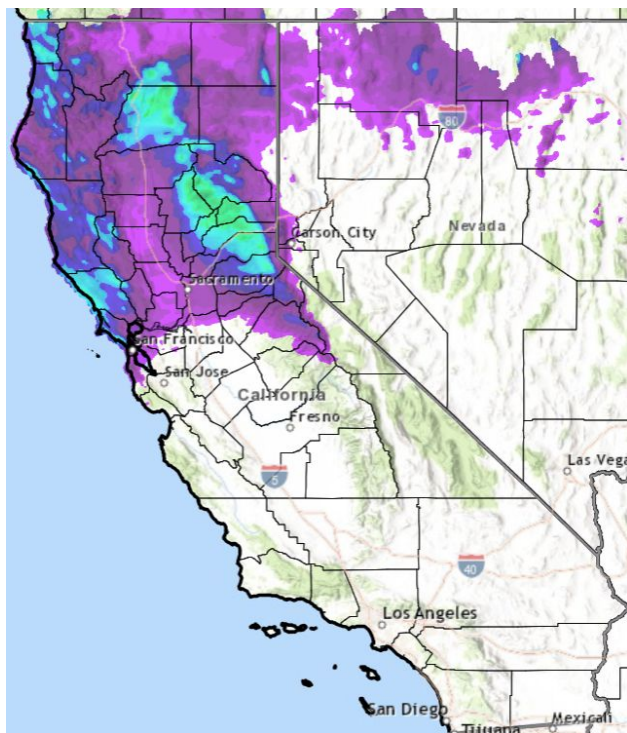 80
Nevada
Carson City
Sacramento
San Francisco
San Jose
California
Fresno
Las Vega
5
40
Los Angeles
San Diego
Mexicali
Tijuana